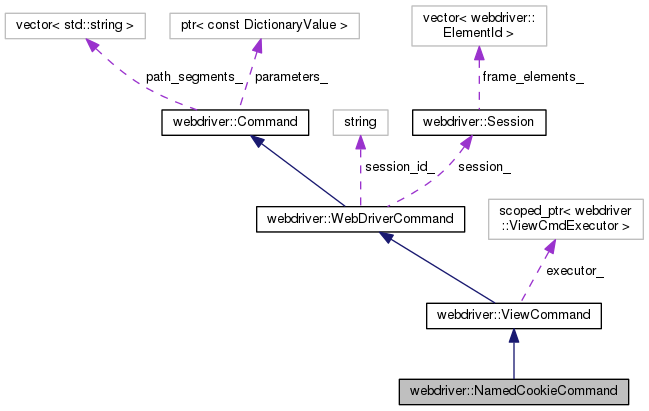 vector< std::string >
ptr< const DictionaryValue >
vector< webdriver::
ElementId >
path_segments_
parameters_
frame_elements_
webdriver::Command
string
webdriver::Session
session_id_
session_
webdriver::WebDriverCommand
scoped_ptr< webdriver
::ViewCmdExecutor >
executor_
webdriver::ViewCommand
webdriver::NamedCookieCommand